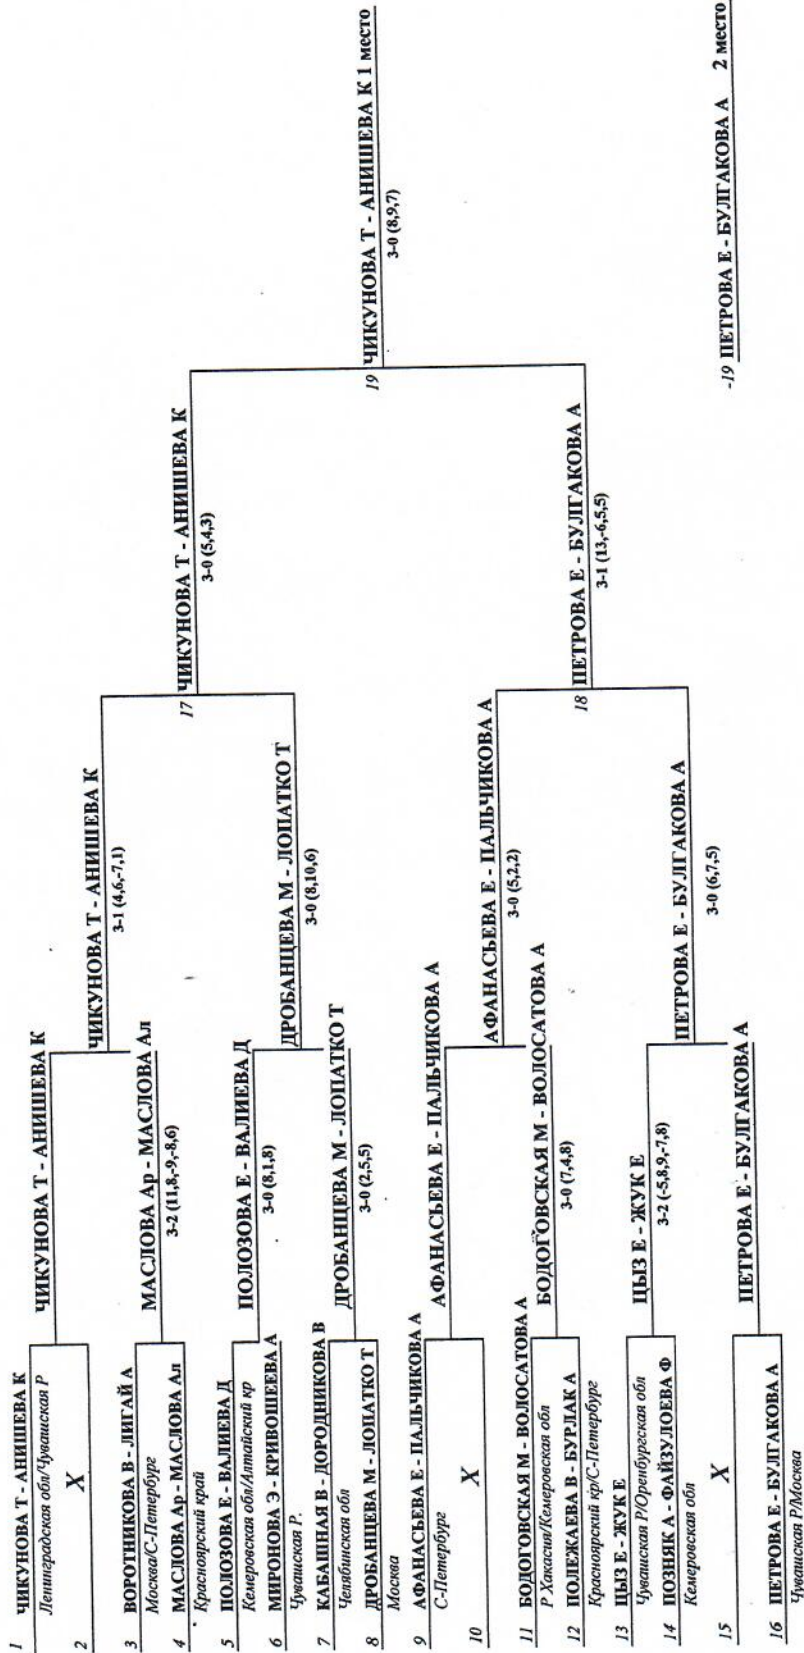 1 ЧИКУНОВА Т - АНИШЕВА К
Ленинградская обл/Чувашская Р
2 X
3 ВОРОТНИКОВА В - ЛИГАЙ А
Москва/С-Петербург
4 МАСЛОВА Ар - МАСЛОВА Ал
Красноярский край
5 ПОЛОЗОВА Е - ВАЛИЕВА Д
Кемеровская обл/Алтайский кр
6 МИРОНОВА Э - КРИВОШЕЕВА А
Чувашская Р.
7 КАБАШНАЯ В - ДОРОДНИКОВА В
Челябинская обл
8 ДРОБАНЦЕВА М - ЛОПАТКО Т
Москва
9 АФАНАСЬЕВА Е - ПАЛЬЧИКОВА А
С-Петербург
10 X
11 БОДОГОВСКАЯ М - ВОЛОСАТОВА А
Р Хакасия/Кемеровская обл
12 ПОЛЕЖАЕВА В - БУРЛАК А
Красноярский кр/С-Петербург
13 ЦЫЗ Е - ЖУК Е
Чувашская Р/Оренбургская обл
14 ПОЗНЯК А - ФАЙЗУЛОЕВА Ф
Кемеровская обл
15 X
16 ПЕТРОВА Е - БУЛГАКОВА А
Чувашская Р/Москва
ЧИКУНОВА Т - АНИШЕВА К
МАСЛОВА Ар - МАСЛОВА Ал
3-2 (11,8,-9,-8,6)
ПОЛОЗОВА Е - ВАЛИЕВА Д
3-0 (8,1,8)
ДРОБАНЦЕВА М - ЛОПАТКО Т
3-0 (2,5,5)
АФАНАСЬЕВА Е - ПАЛЬЧИКОВА А
БОДОГОВСКАЯ М - ВОЛОСАТОВА А
3-0 (7,4,8)
ЦЫЗ Е - ЖУК Е
3-2 (-5,8,9,-7,8)
ПЕТРОВА Е - БУЛГАКОВА А
ЧИКУНОВА Т - АНИШЕВА К
3-1 (4,6,-7,1)
ДРОБАНЦЕВА М - ЛОПАТКО Т
3-0 (8,10,6)
АФАНАСЬЕВА Е - ПАЛЬЧИКОВА А
3-0 (5,2,2)
ПЕТРОВА Е - БУЛГАКОВА А
3-0 (6,7,5)
17 ЧИКУНОВА Т - АНИШЕВА К
3-0 (5,4,3)
18 ПЕТРОВА Е - БУЛГАКОВА А
3-1 (13,-6,5,5)
19 ЧИКУНОВА Т - АНИШЕВА К 1 место
3-0 (8,9,7)
-19 ПЕТРОВА Е - БУЛГАКОВА А 2 место